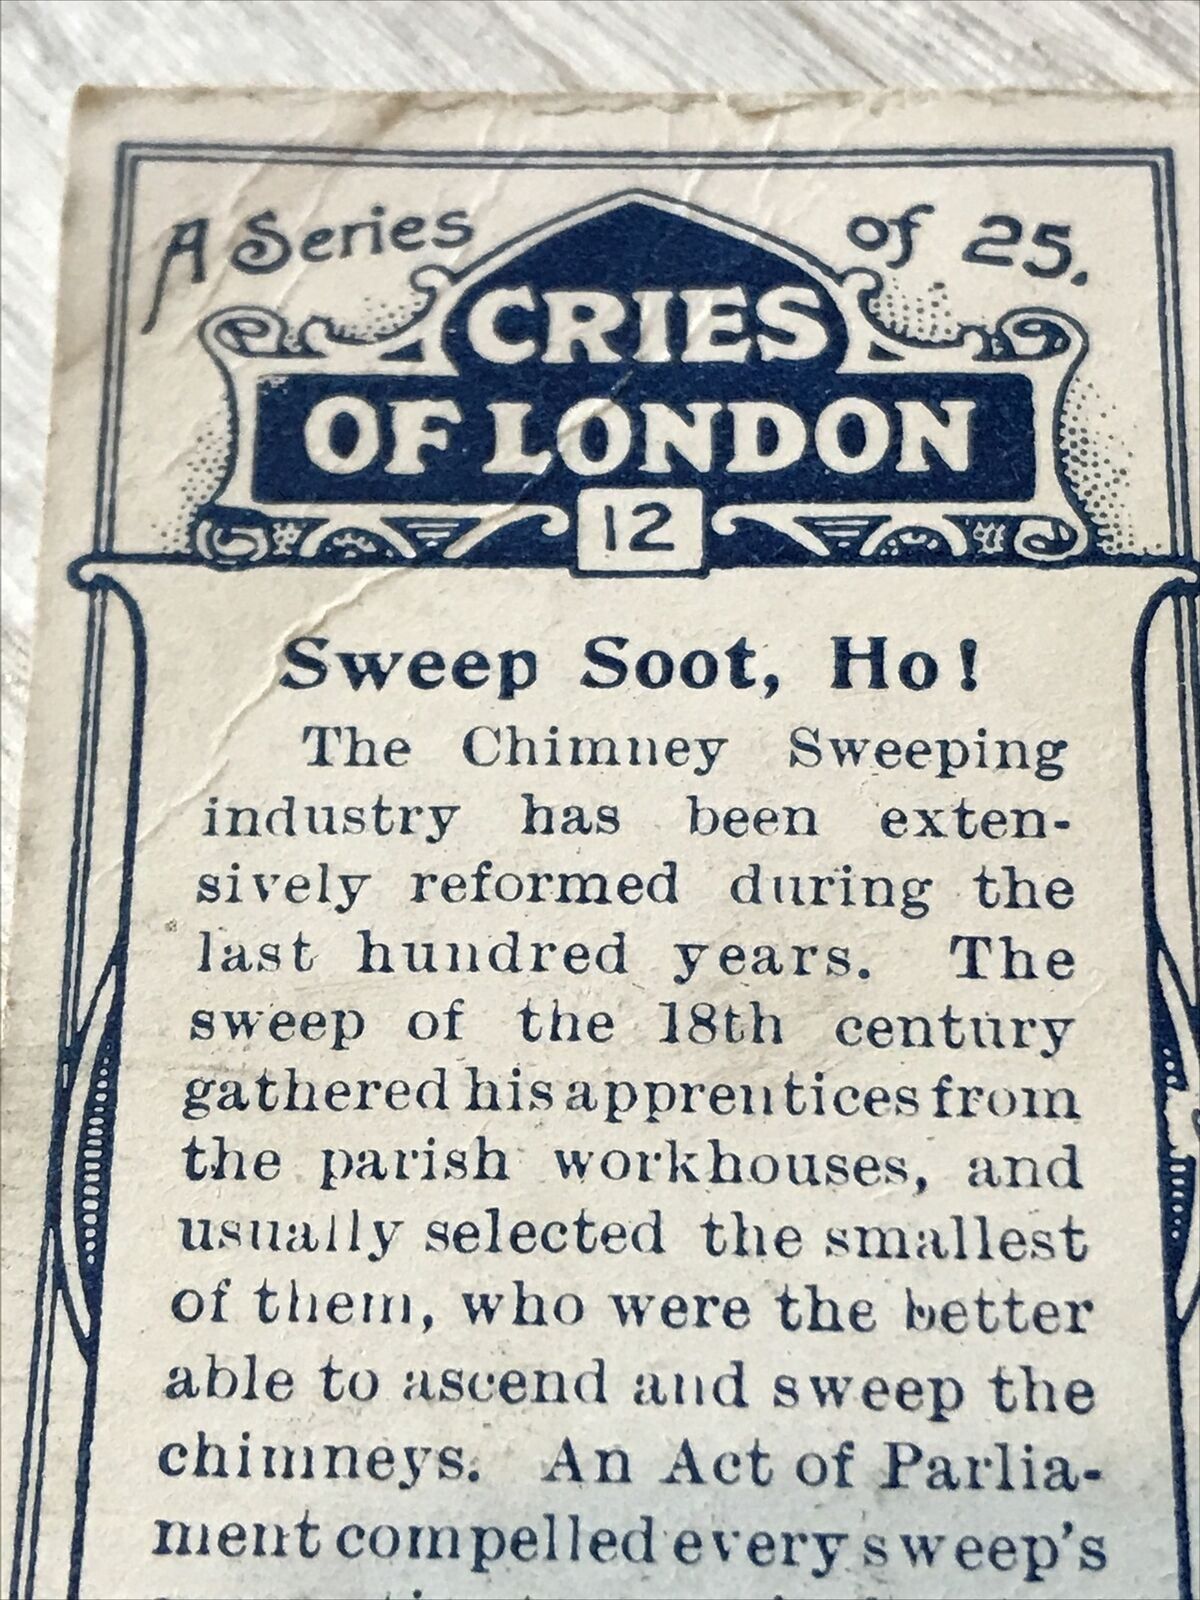 A Series of 25.
CRIES
OF LONDON
12
Sweep Soot, Ho!
The Chimney Sweeping
industry has been exten-
sively reformed during the
last hundred years. The
sweep of the 18th century
gathered his apprentices from
the parish workhouses, and
usually selected the smallest
of them, who were the better
able to ascend and sweep the
chimneys. An Act of Parlia-
ment compelled every sweep's